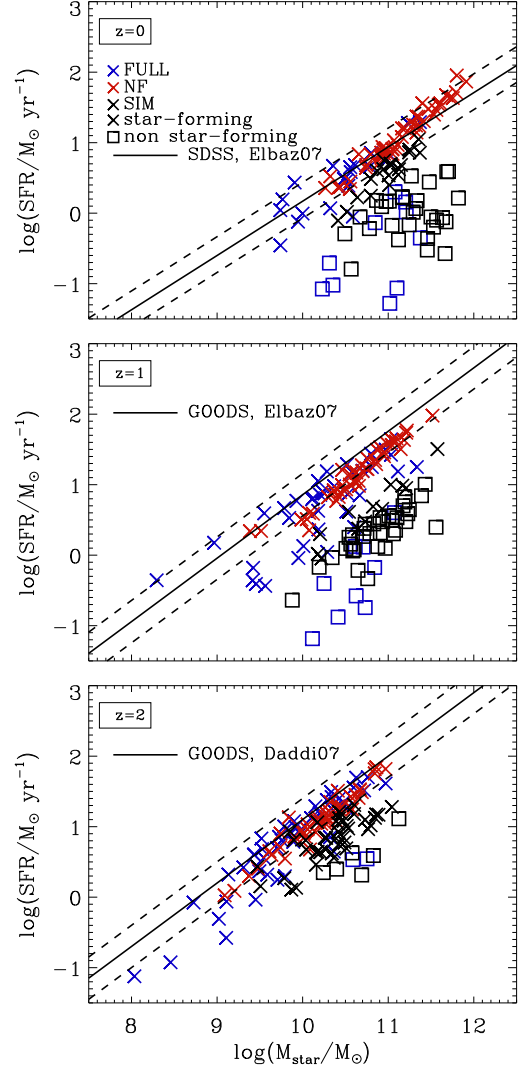 3
z=0
FULL
2
NF
SIM
star-forming
1
non star-forming
SDSS, Elbaz07
0
-1
log(SFR/M⊙ yr⁻¹)
3
z=1
GOODS, Elbaz07
2
1
0
-1
log(SFR/M⊙ yr⁻¹)
3
z=2
GOODS, Daddi07
2
1
0
-1
log(SFR/M⊙ yr⁻¹)
8 9 10 11 12
log(Mstar/M⊙)